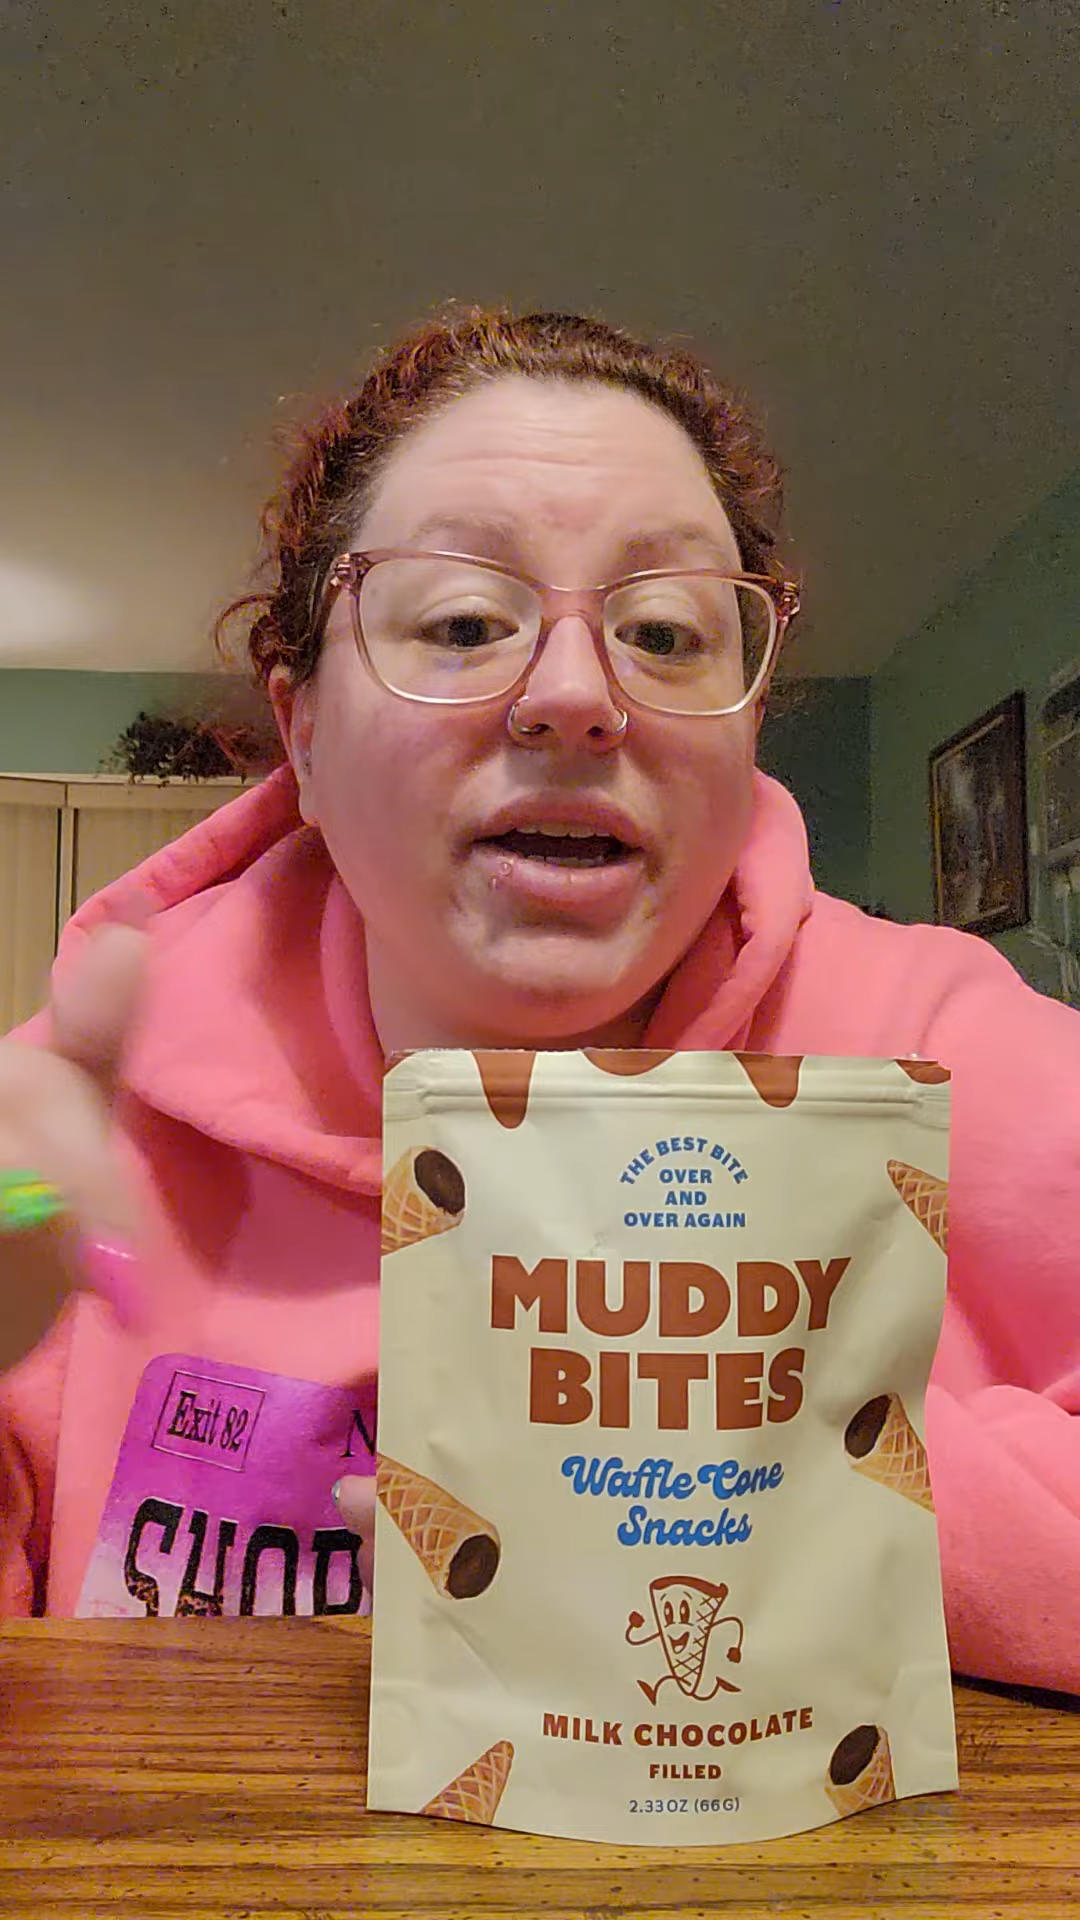 THE BEST BITE
OVER
AND
OVER AGAIN
MUDDY
BITES
Waffle Cone
Snacks
MILK CHOCOLATE
FILLED
2.33 OZ (66G)
Exit 82